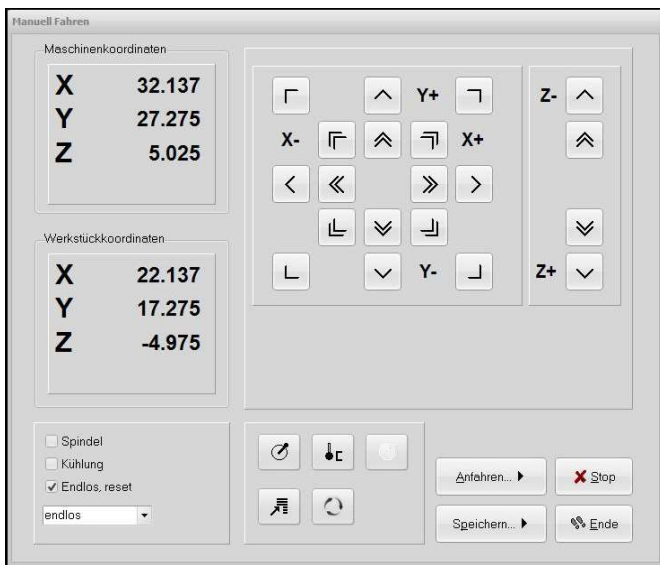 Manuell Fahren
Maschinenkoordinaten
X 32.137
Y 27.275
Z 5.025
Werkstückkoordinaten
X 22.137
Y 17.275
Z -4.975
Y+
X- X+
Y-
Z-
Z+
Spindel
Kühlung
Endlos, reset
endlos
Anfahren...
Stop
Speichern...
Ende